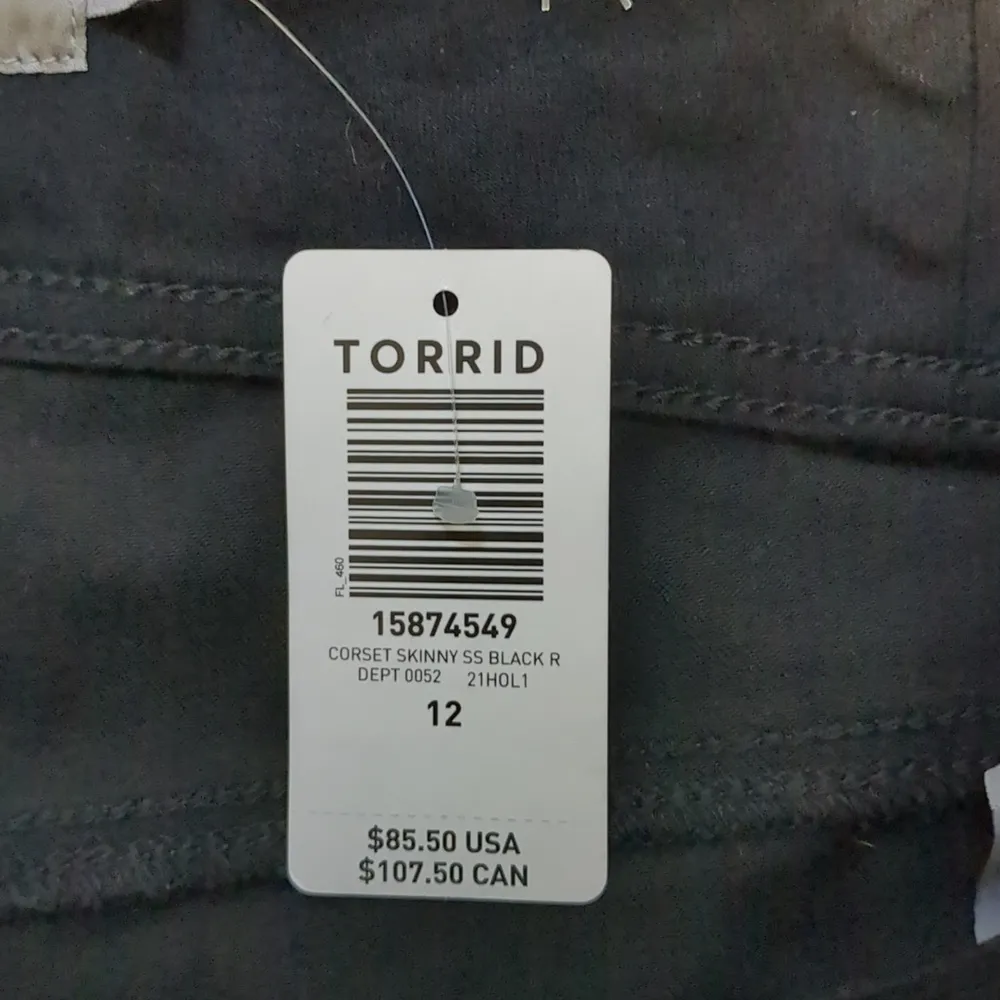 TORRID
FL_460
15874549
CORSET SKINNY SS BLACK R
DEPT 0052 21HOL1
12
$85.50 USA
$107.50 CAN